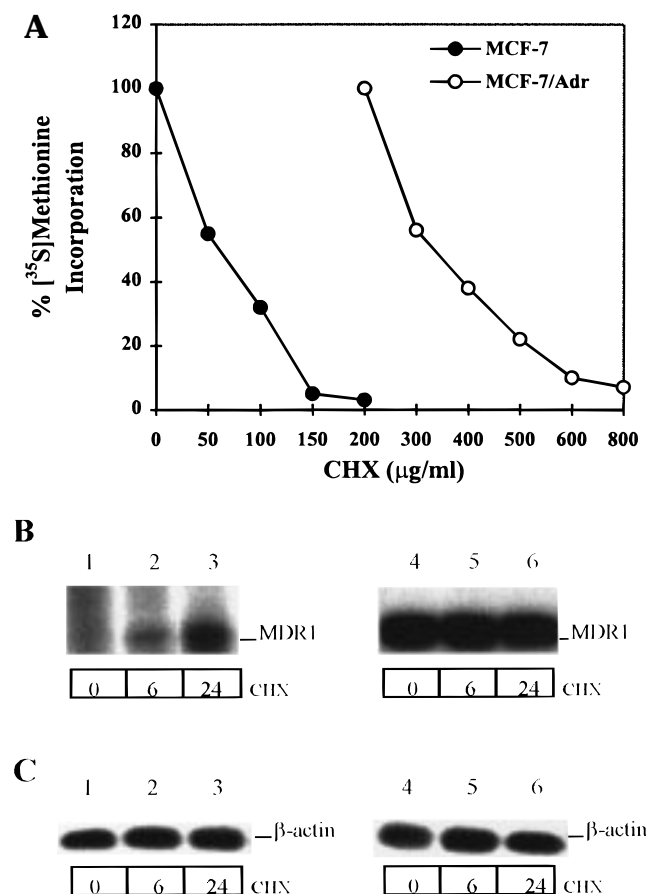 A
120
100
80
60
40
20
0
% [³⁵S]Methionine
Incorporation
MCF-7
MCF-7/Adr
0 50 100 150 200 300 400 500 600 800
CHX (μg/ml)
B
1 2 3 4 5 6
MDR1 MDR1
0 6 24 CHX 0 6 24 CHX
C
1 2 3 4 5 6
β-actin β-actin
0 6 24 CHX 0 6 24 CHX